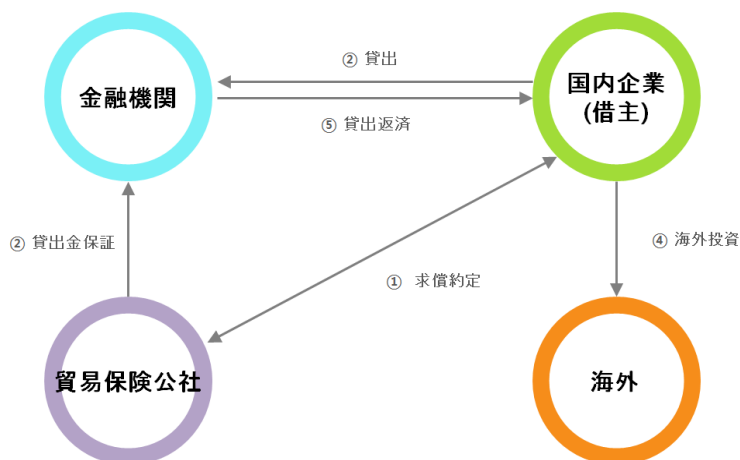 ② 貸出
金融機関
国内企業
(借主)
⑤ 貸出返済
② 貸出金保証
④ 海外投資
① 求償約定
貿易保険公社
海外